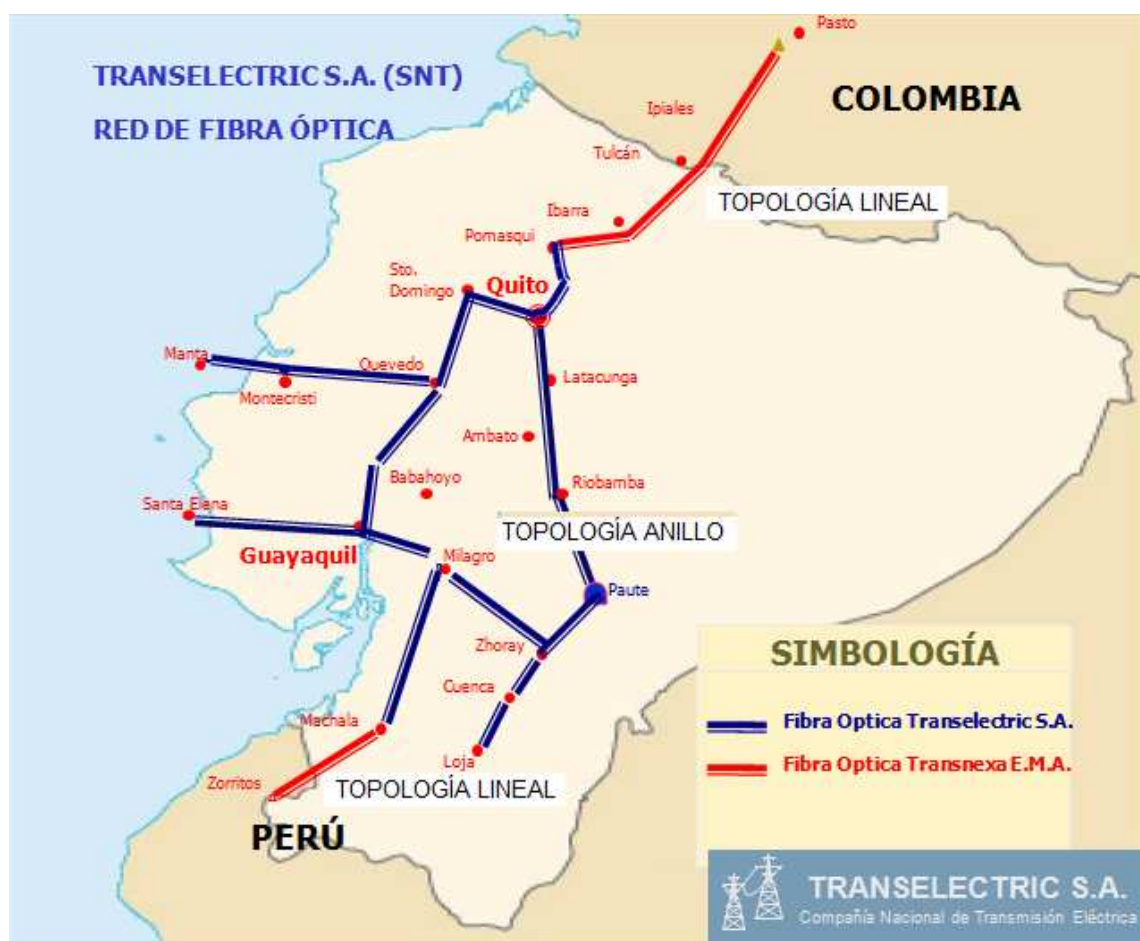 TRANSELECTRIC S.A. (SNT)
RED DE FIBRA ÓPTICA
Pasto
COLOMBIA
Ipiales
Tulcán
TOPOLOGÍA LINEAL
Ibarra
Pomasqui
Sto.
Domingo
Quito
Manta
Quevedo
Latacunga
Montecristi
Ambato
Babahoyo
Riobamba
Santa Elena
TOPOLOGÍA ANILLO
Guayaquil
Milagro
Paute
Zhoray
Cuenca
Machala
Loja
Zorritos
TOPOLOGÍA LINEAL
PERÚ
SIMBOLOGÍA
Fibra Optica Transelectric S.A.
Fibra Optica Transnexa E.M.A.
TRANSELECTRIC S.A.
Compañía Nacional de Transmisión Eléctrica